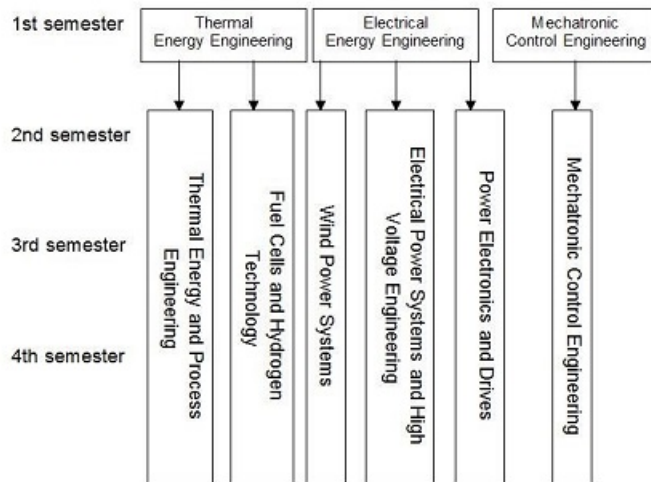 1st semester
Thermal
Energy Engineering
Electrical
Energy Engineering
Mechatronic
Control Engineering
2nd semester
3rd semester
4th semester
Thermal Energy and Process
Engineering
Fuel Cells and Hydrogen
Technology
Wind Power Systems
Electrical Power Systems and High
Voltage Engineering
Power Electronics and Drives
Mechatronic Control Engineering